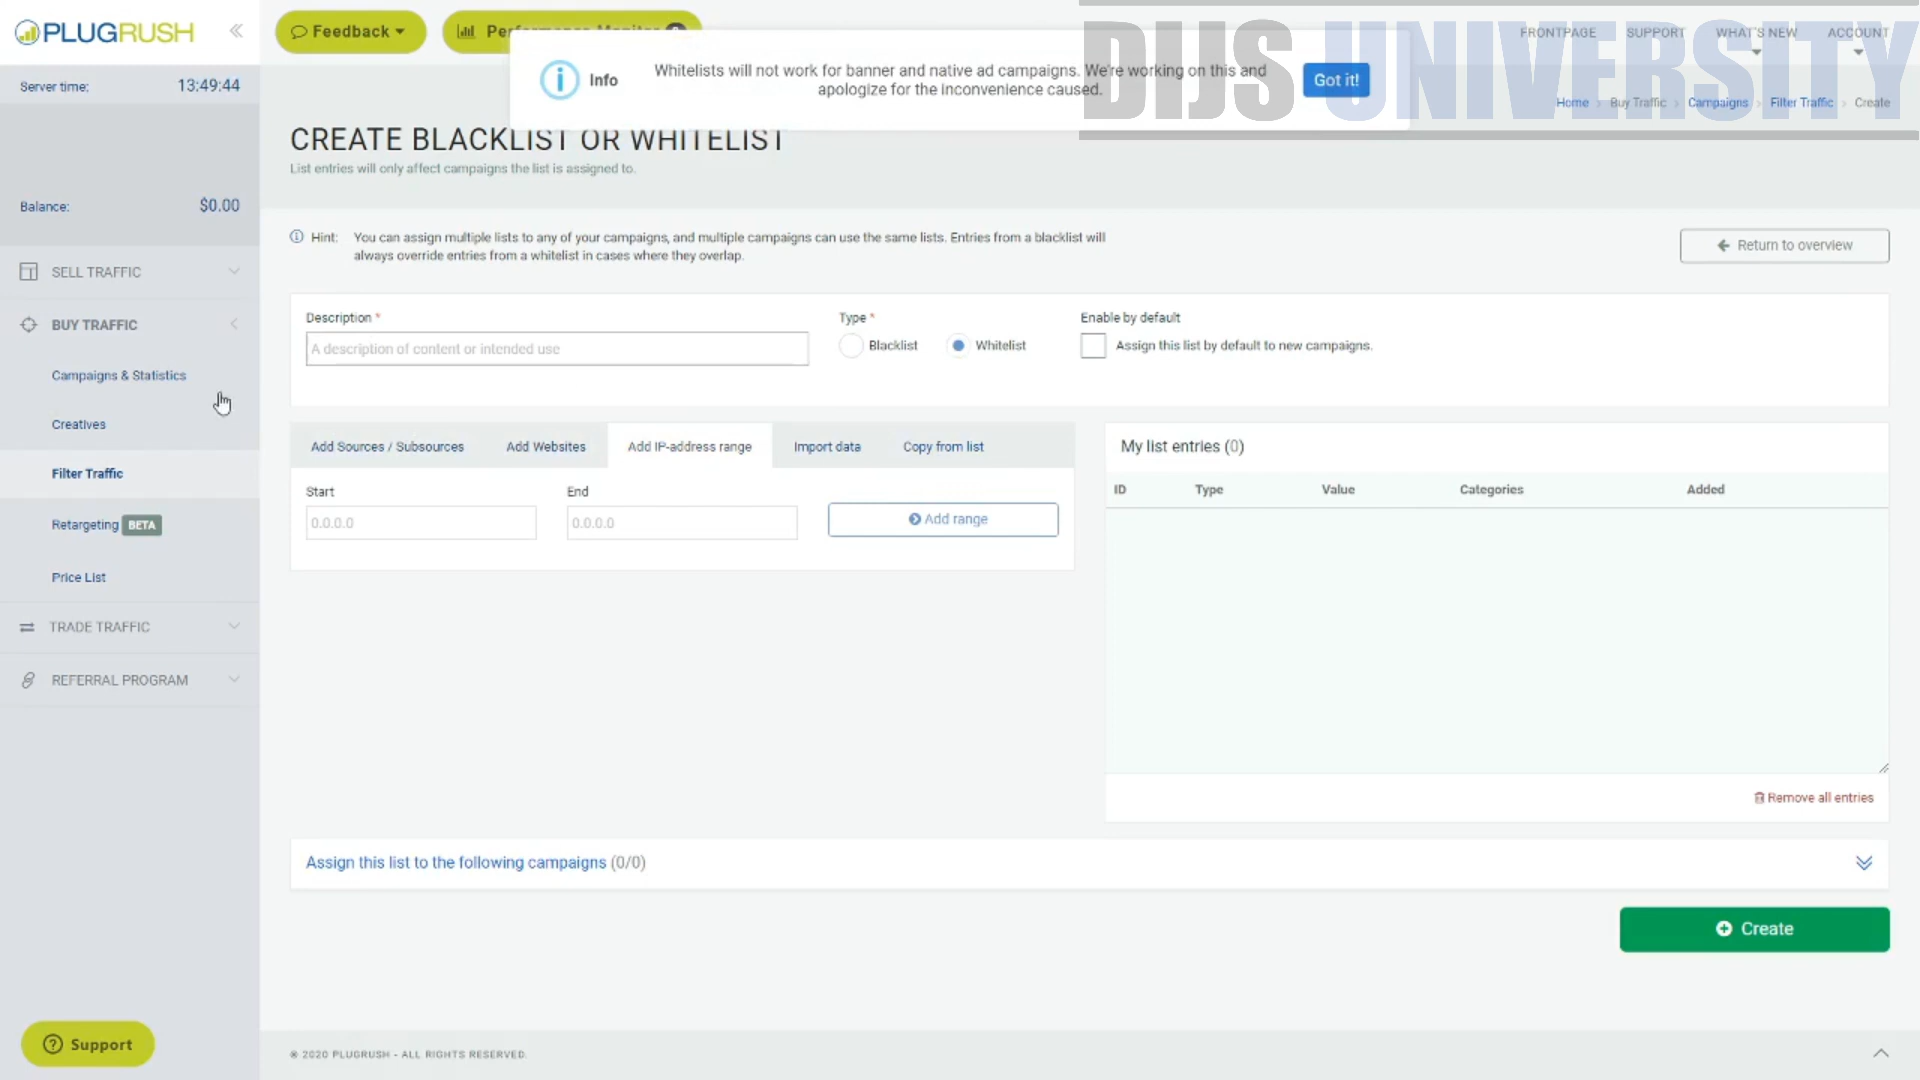 PLUGRUSH
Feedback
DIJS UNIVERSITY
FRONTPAGE SUPPORT WHAT'S NEW ACCOUNT
Info
Whitelists will not work for banner and native ad campaigns. We're working on this and
apologize for the inconvenience caused.
Got it!
Server time: 13:49:44
Home > Buy Traffic > Campaigns > Filter Traffic > Create
CREATE BLACKLIST OR WHITELIST
List entries will only affect campaigns the list is assigned to.
Balance: $0.00
Hint: You can assign multiple lists to any of your campaigns, and multiple campaigns can use the same lists. Entries from a blacklist will
always override entries from a whitelist in cases where they overlap.
Return to overview
SELL TRAFFIC
BUY TRAFFIC
Campaigns & Statistics
Creatives
Filter Traffic
Retargeting BETA
Price List
TRADE TRAFFIC
REFERRAL PROGRAM
Description * Type * Enable by default
A description of content or intended use Blacklist Whitelist Assign this list by default to new campaigns.
Add Sources / Subsources Add Websites Add IP-address range Import data Copy from list
Start End
0.0.0.0 0.0.0.0 Add range
My list entries (0)
ID Type Value Categories Added
Remove all entries
Assign this list to the following campaigns (0/0)
Create
Support
© 2020 PLUGRUSH - ALL RIGHTS RESERVED.